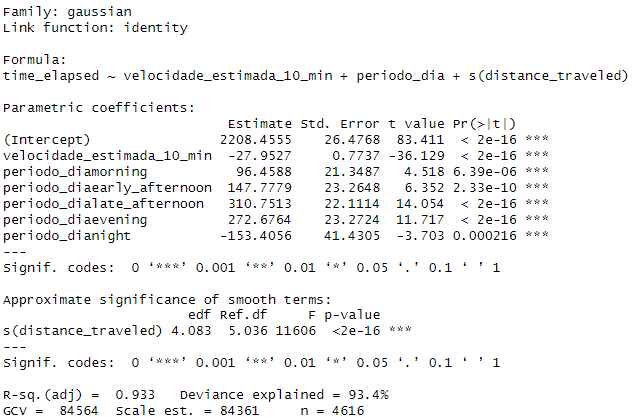 Family: gaussian
Link function: identity

Formula:
time_elapsed ~ velocidade_estimada_10_min + periodo_dia + s(distance_traveled)

Parametric coefficients:
                            Estimate Std. Error t value Pr(>|t|)
(Intercept)                2208.4555    26.4768  83.411  < 2e-16 ***
velocidade_estimada_10_min  -27.9527     0.7737 -36.129  < 2e-16 ***
periodo_diamorning           96.4588    21.3487   4.518 6.39e-06 ***
periodo_diaearly_afternoon  147.7779    23.2648   6.352 2.33e-10 ***
periodo_dialate_afternoon   310.7513    22.1114  14.054  < 2e-16 ***
periodo_diaevening          272.6764    23.2724  11.717  < 2e-16 ***
periodo_dianight           -153.4056    41.4305  -3.703 0.000216 ***
---
Signif. codes:  0 ‘***’ 0.001 ‘**’ 0.01 ‘*’ 0.05 ‘.’ 0.1 ‘ ’ 1

Approximate significance of smooth terms:
                       edf Ref.df     F p-value
s(distance_traveled) 4.083  5.036 11606  <2e-16 ***
---
Signif. codes:  0 ‘***’ 0.001 ‘**’ 0.01 ‘*’ 0.05 ‘.’ 0.1 ‘ ’ 1

R-sq.(adj) =  0.933   Deviance explained = 93.4%
GCV =  84564  Scale est. = 84361     n = 4616